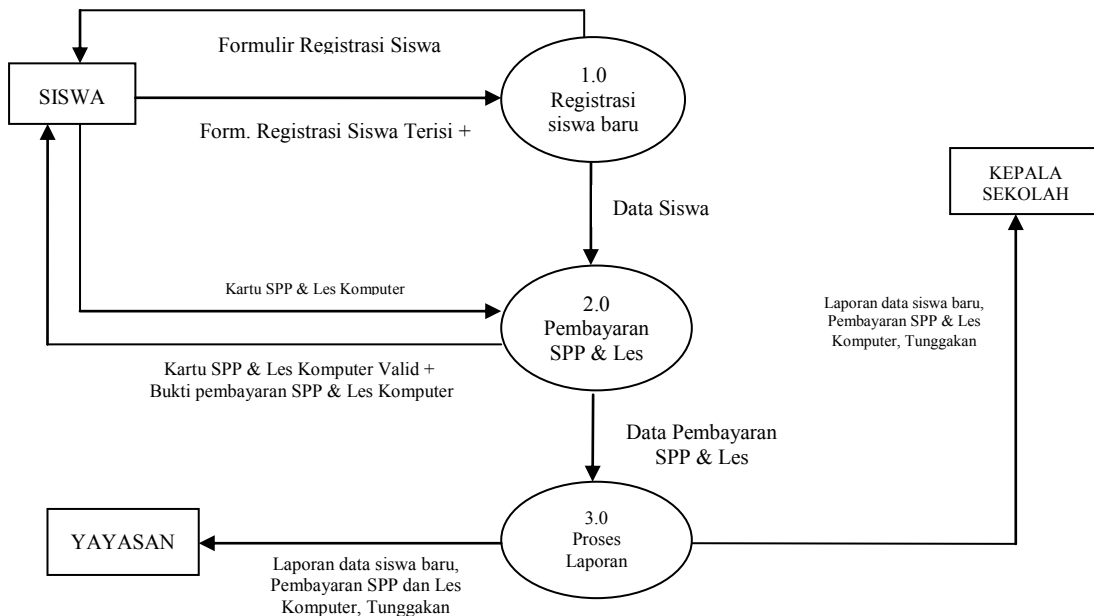 Formulir Registrasi Siswa
SISWA
1.0
Registrasi
siswa baru
Form. Registrasi Siswa Terisi +
KEPALA
SEKOLAH
Data Siswa
Kartu SPP & Les Komputer
2.0
Pembayaran
SPP & Les
Laporan data siswa baru,
Pembayaran SPP & Les
Komputer, Tunggakan
Kartu SPP & Les Komputer Valid +
Bukti pembayaran SPP & Les Komputer
Data Pembayaran
SPP & Les
3.0
Proses
Laporan
YAYASAN
Laporan data siswa baru,
Pembayaran SPP dan Les
Komputer, Tunggakan